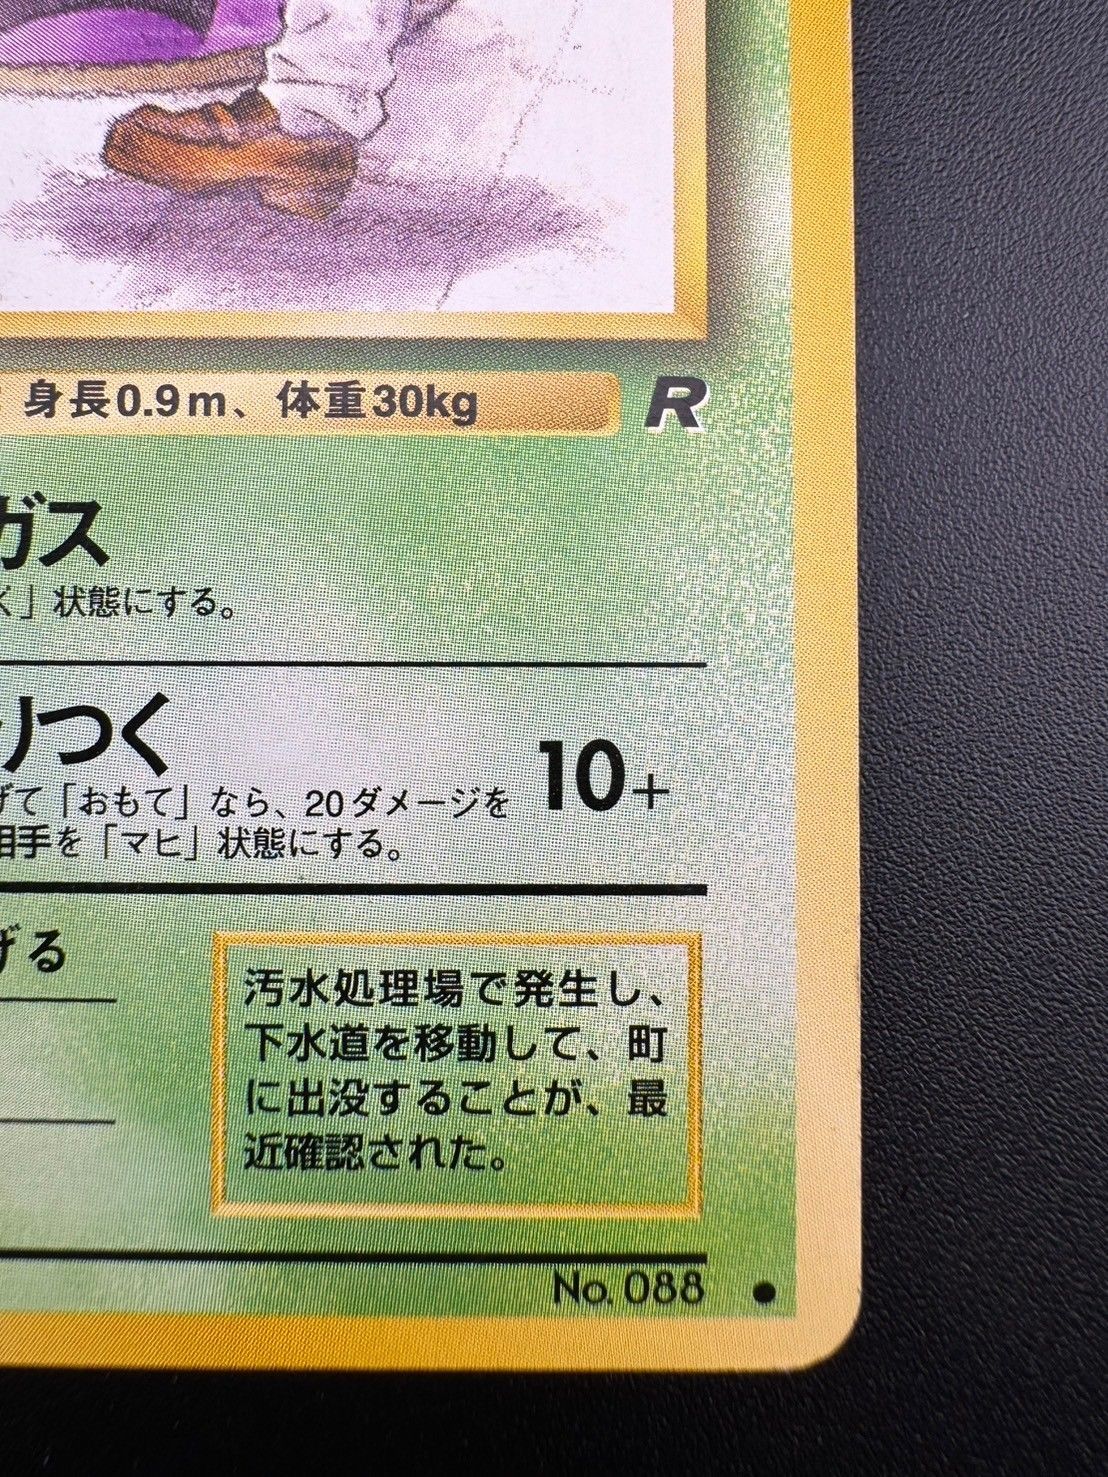 身長0.9m、体重30kg R
ガス
く」状態にする。
りつく
げて「おもて」なら、20ダメージを 10+
相手を「マヒ」状態にする。
げる
汚水処理場で発生し、
下水道を移動して、町
に出没することが、最
近確認された。
No. 088 ●